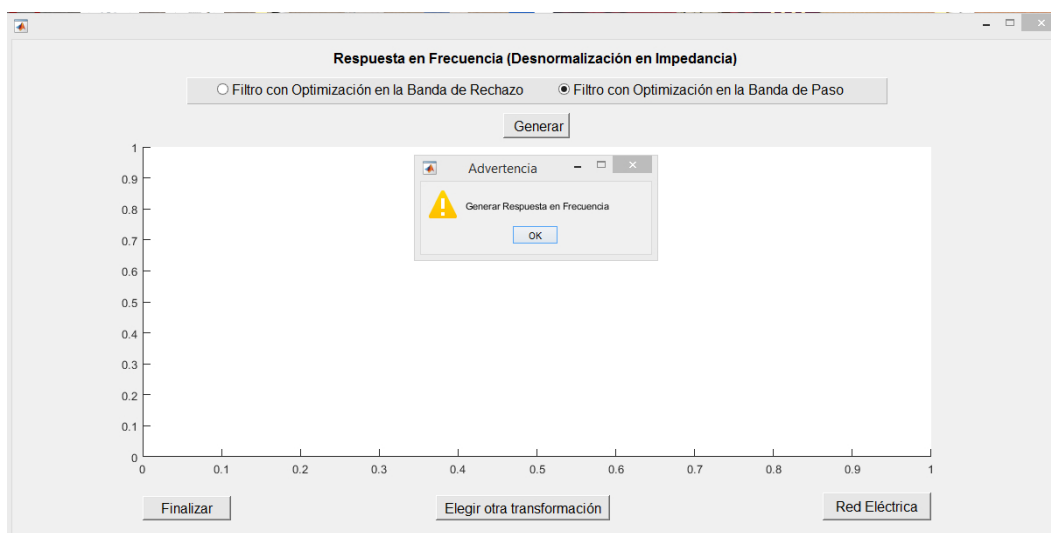 Respuesta en Frecuencia (Desnormalización en Impedancia)
Filtro con Optimización en la Banda de Rechazo Filtro con Optimización en la Banda de Paso
Generar
Advertencia
Generar Respuesta en Frecuencia
OK
1
0.9
0.8
0.7
0.6
0.5
0.4
0.3
0.2
0.1
0
0 0.1 0.2 0.3 0.4 0.5 0.6 0.7 0.8 0.9 1
Finalizar Elegir otra transformación Red Eléctrica